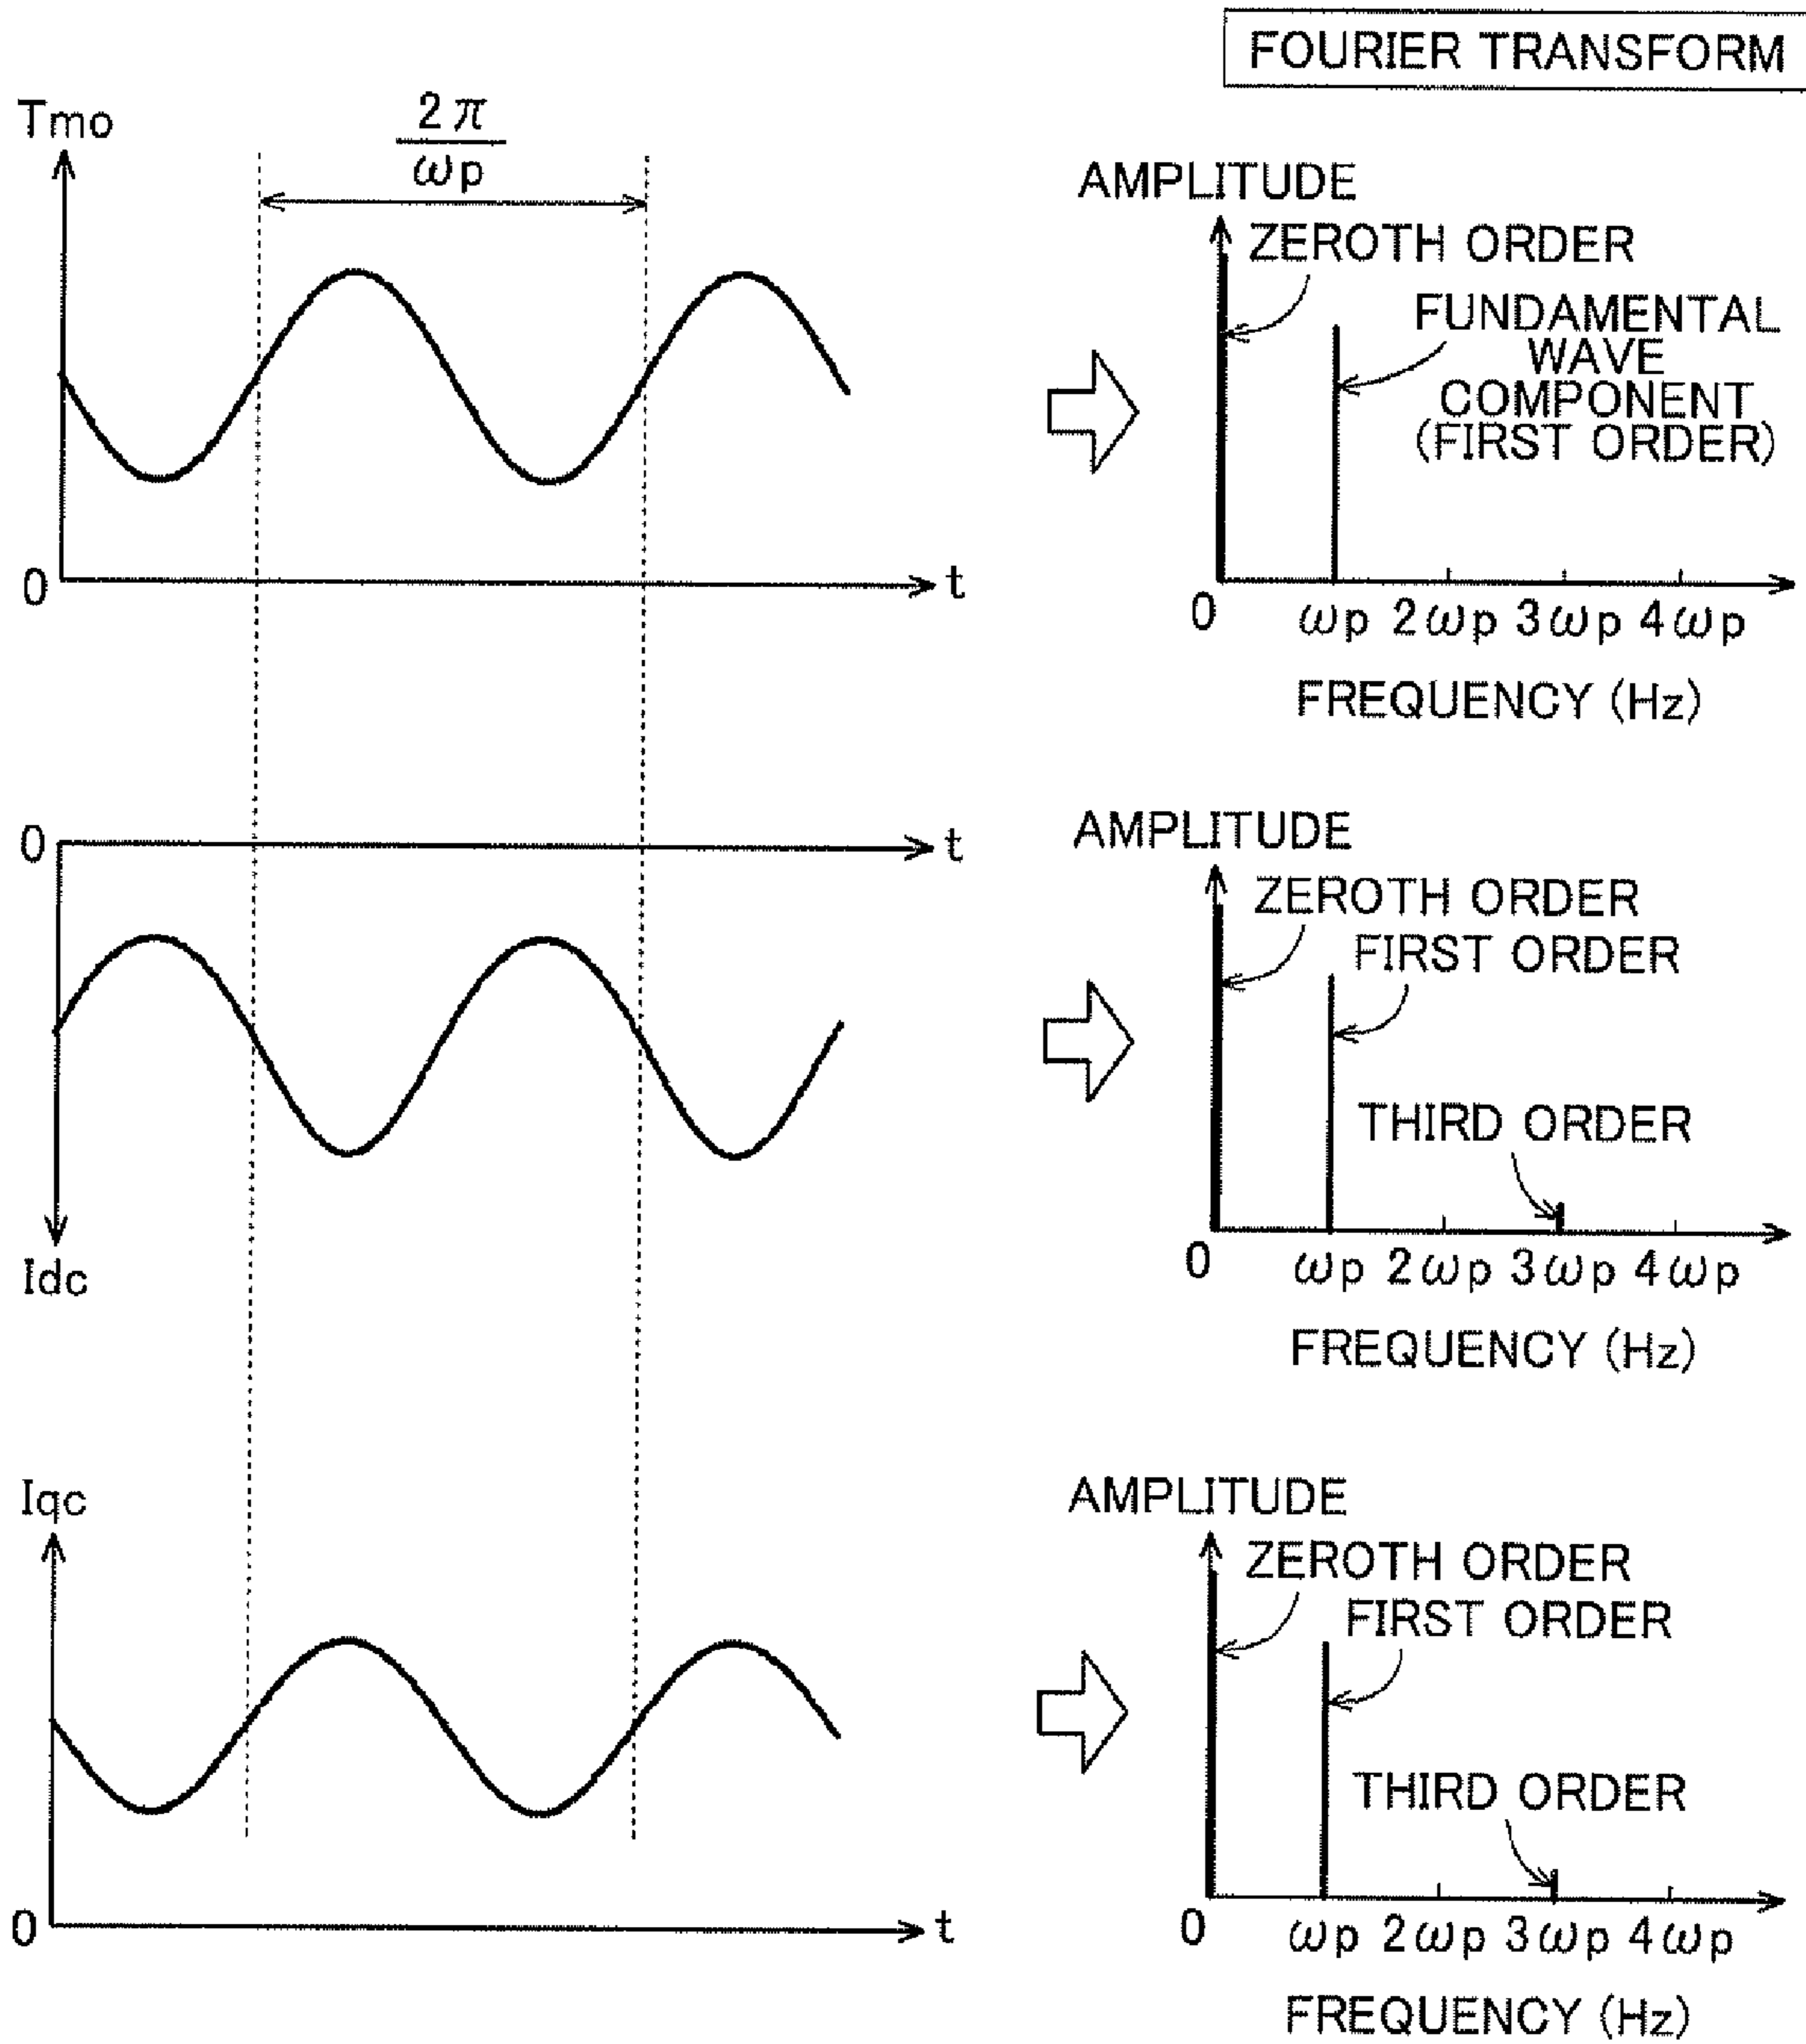 FOURIER TRANSFORM
Tmo
2π
ωp
0
t
AMPLITUDE
ZEROTH ORDER
FUNDAMENTAL
WAVE
COMPONENT
(FIRST ORDER)
0
ωp 2ωp 3ωp 4ωp
FREQUENCY (Hz)
0
t
Idc
AMPLITUDE
ZEROTH ORDER
FIRST ORDER
THIRD ORDER
0
ωp 2ωp 3ωp 4ωp
FREQUENCY (Hz)
Iqc
0
t
AMPLITUDE
ZEROTH ORDER
FIRST ORDER
THIRD ORDER
0
ωp 2ωp 3ωp 4ωp
FREQUENCY (Hz)